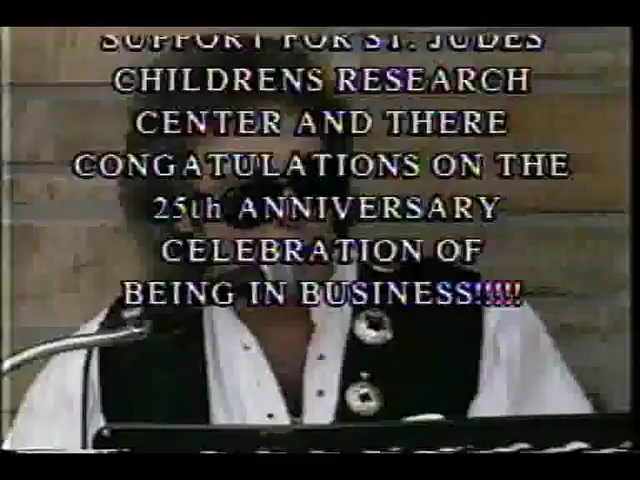 SUPPORT FOR ST. JUDES
CHILDRENS RESEARCH
CENTER AND THERE
CONGATULATIONS ON THE
25th ANNIVERSARY
CELEBRATION OF
BEING IN BUSINESS!!!!!